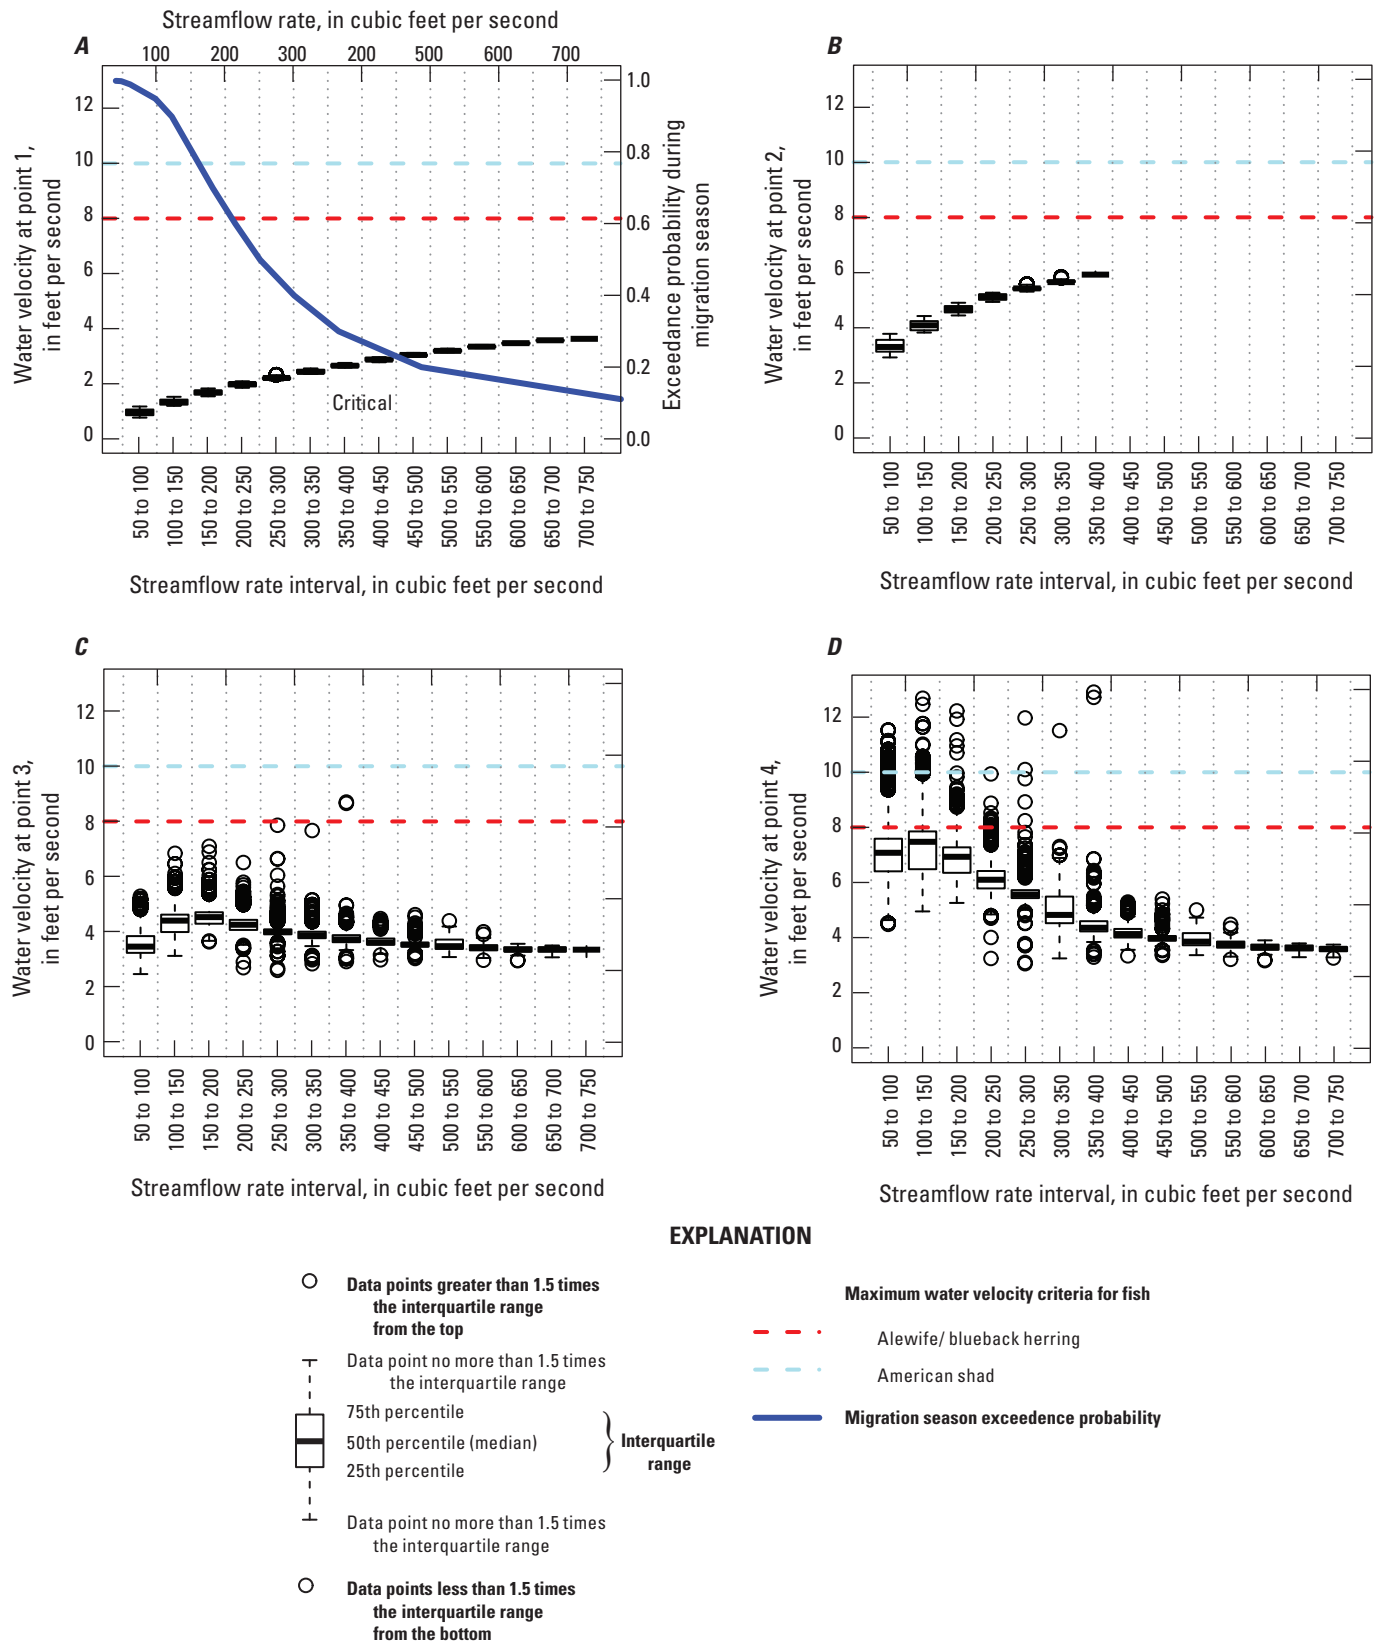 Streamflow rate, in cubic feet per second
A
100 200 300 200 500 600 700
Water velocity at point 1,
in feet per second
12
10
8
6
4
2
0
1.0
0.8
0.6
0.4
0.2
0.0
Exceedance probability during
migration season
Critical
50 to 100
100 to 150
150 to 200
200 to 250
250 to 300
300 to 350
350 to 400
400 to 450
450 to 500
500 to 550
550 to 600
600 to 650
650 to 700
700 to 750
Streamflow rate interval, in cubic feet per second
B
Water velocity at point 2,
in feet per second
12
10
8
6
4
2
0
50 to 100
100 to 150
150 to 200
200 to 250
250 to 300
300 to 350
350 to 400
400 to 450
450 to 500
500 to 550
550 to 600
600 to 650
650 to 700
700 to 750
Streamflow rate interval, in cubic feet per second
C
Water velocity at point 3,
in feet per second
12
10
8
6
4
2
0
50 to 100
100 to 150
150 to 200
200 to 250
250 to 300
300 to 350
350 to 400
400 to 450
450 to 500
500 to 550
550 to 600
600 to 650
650 to 700
700 to 750
Streamflow rate interval, in cubic feet per second
D
Water velocity at point 4,
in feet per second
12
10
8
6
4
2
0
50 to 100
100 to 150
150 to 200
200 to 250
250 to 300
300 to 350
350 to 400
400 to 450
450 to 500
500 to 550
550 to 600
600 to 650
650 to 700
700 to 750
Streamflow rate interval, in cubic feet per second
EXPLANATION
Data points greater than 1.5 times
the interquartile range
from the top
Data point no more than 1.5 times
the interquartile range
75th percentile
50th percentile (median)
25th percentile
Interquartile
range
Data point no more than 1.5 times
the interquartile range
Data points less than 1.5 times
the interquartile range
from the bottom
Maximum water velocity criteria for fish
Alewife/ blueback herring
American shad
Migration season exceedence probability